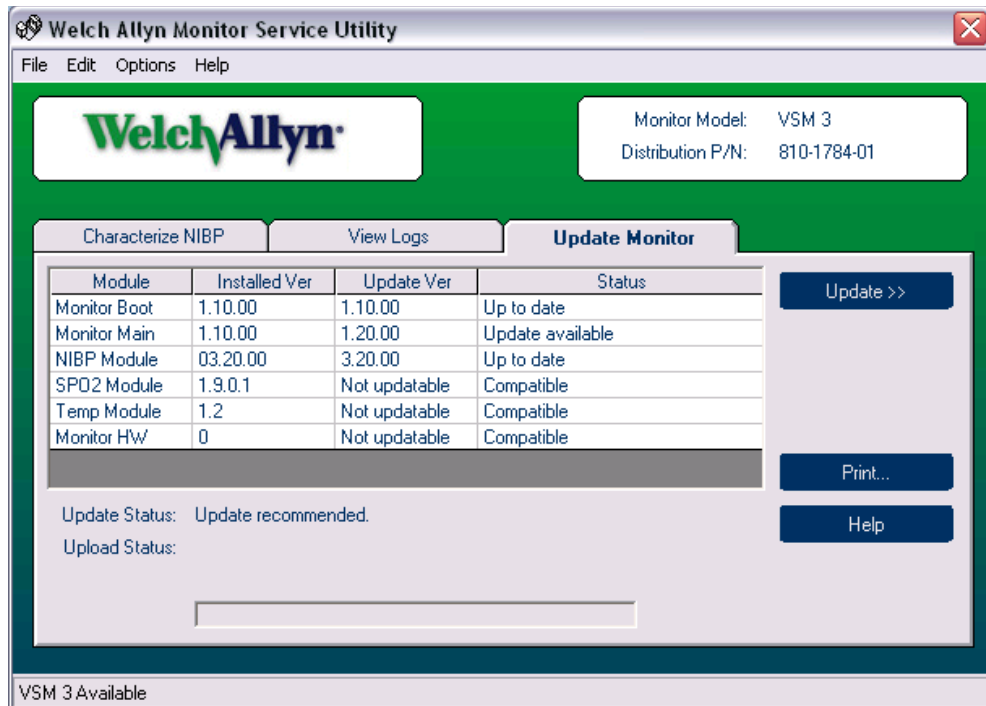 Welch Allyn Monitor Service Utility
File Edit Options Help
WelchAllyn
Monitor Model: VSM 3
Distribution P/N: 810-1784-01
Characterize NIBP View Logs Update Monitor
Module Installed Ver Update Ver Status
Monitor Boot 1.10.00 1.10.00 Up to date
Monitor Main 1.10.00 1.20.00 Update available
NIBP Module 03.20.00 3.20.00 Up to date
SPO2 Module 1.9.0.1 Not updatable Compatible
Temp Module 1.2 Not updatable Compatible
Monitor HW 0 Not updatable Compatible
Update >>
Print...
Help
Update Status: Update recommended.
Upload Status:
VSM 3 Available